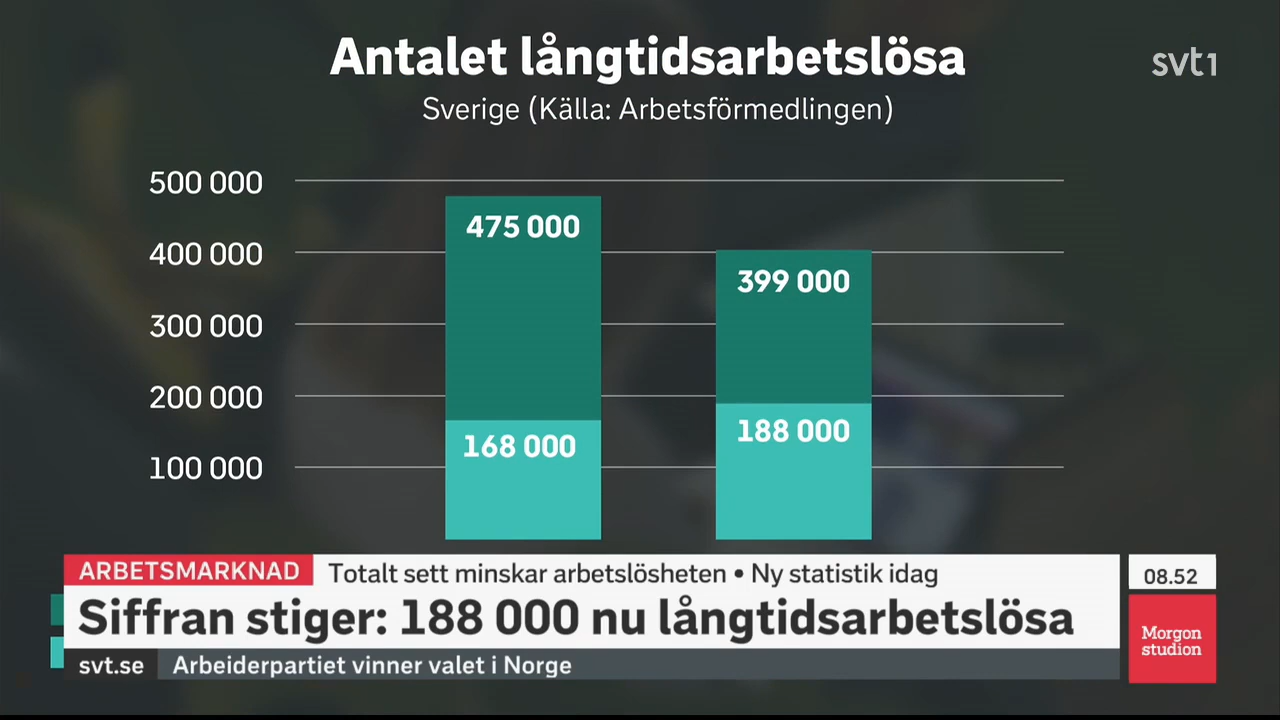 Antalet långtidsarbetslösa
svt1
Sverige (Källa: Arbetsförmedlingen)
500 000
475 000
400 000
399 000
300 000
200 000
188 000
168 000
100 000
ARBETSMARKNAD
Totalt sett minskar arbetslösheten • Ny statistik idag
08.52
Siffran stiger: 188 000 nu långtidsarbetslösa
Morgon
studion
svt.se
Arbeiderpartiet vinner valet i Norge